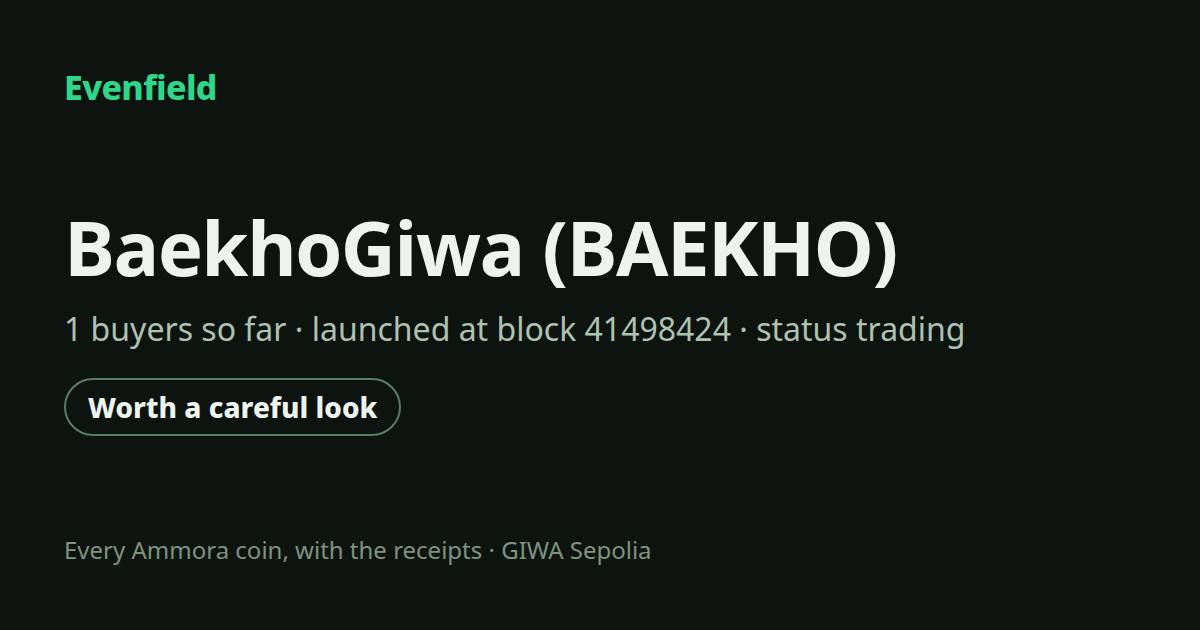 Evenfield
BaekhoGiwa (BAEKHO)
1 buyers so far · launched at block 41498424 · status trading
Worth a careful look
Every Ammora coin, with the receipts · GIWA Sepolia